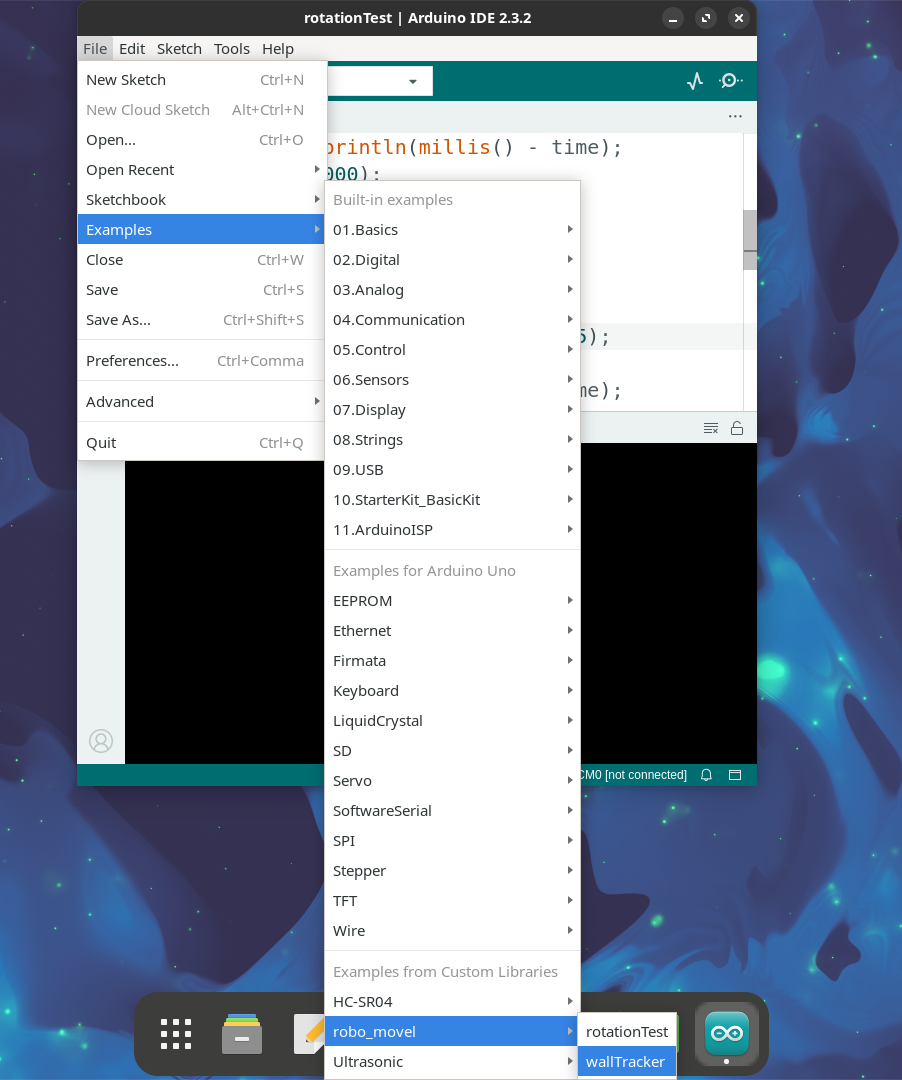 rotationTest | Arduino IDE 2.3.2
File Edit Sketch Tools Help
New Sketch Ctrl+N
New Cloud Sketch Alt+Ctrl+N
Open... Ctrl+O
Open Recent
Sketchbook
Examples
Close Ctrl+W
Save Ctrl+S
Save As... Ctrl+Shift+S
Preferences... Ctrl+Comma
Advanced
Quit Ctrl+Q
println(millis() - time);
000);
5);
me);
Built-in examples
01.Basics
02.Digital
03.Analog
04.Communication
05.Control
06.Sensors
07.Display
08.Strings
09.USB
10.StarterKit_BasicKit
11.ArduinoISP
Examples for Arduino Uno
EEPROM
Ethernet
Firmata
Keyboard
LiquidCrystal
SD
Servo
SoftwareSerial
SPI
Stepper
TFT
Wire
Examples from Custom Libraries
HC-SR04
robo_movel
Ultrasonic
rotationTest
wallTracker
CM0 [not connected]